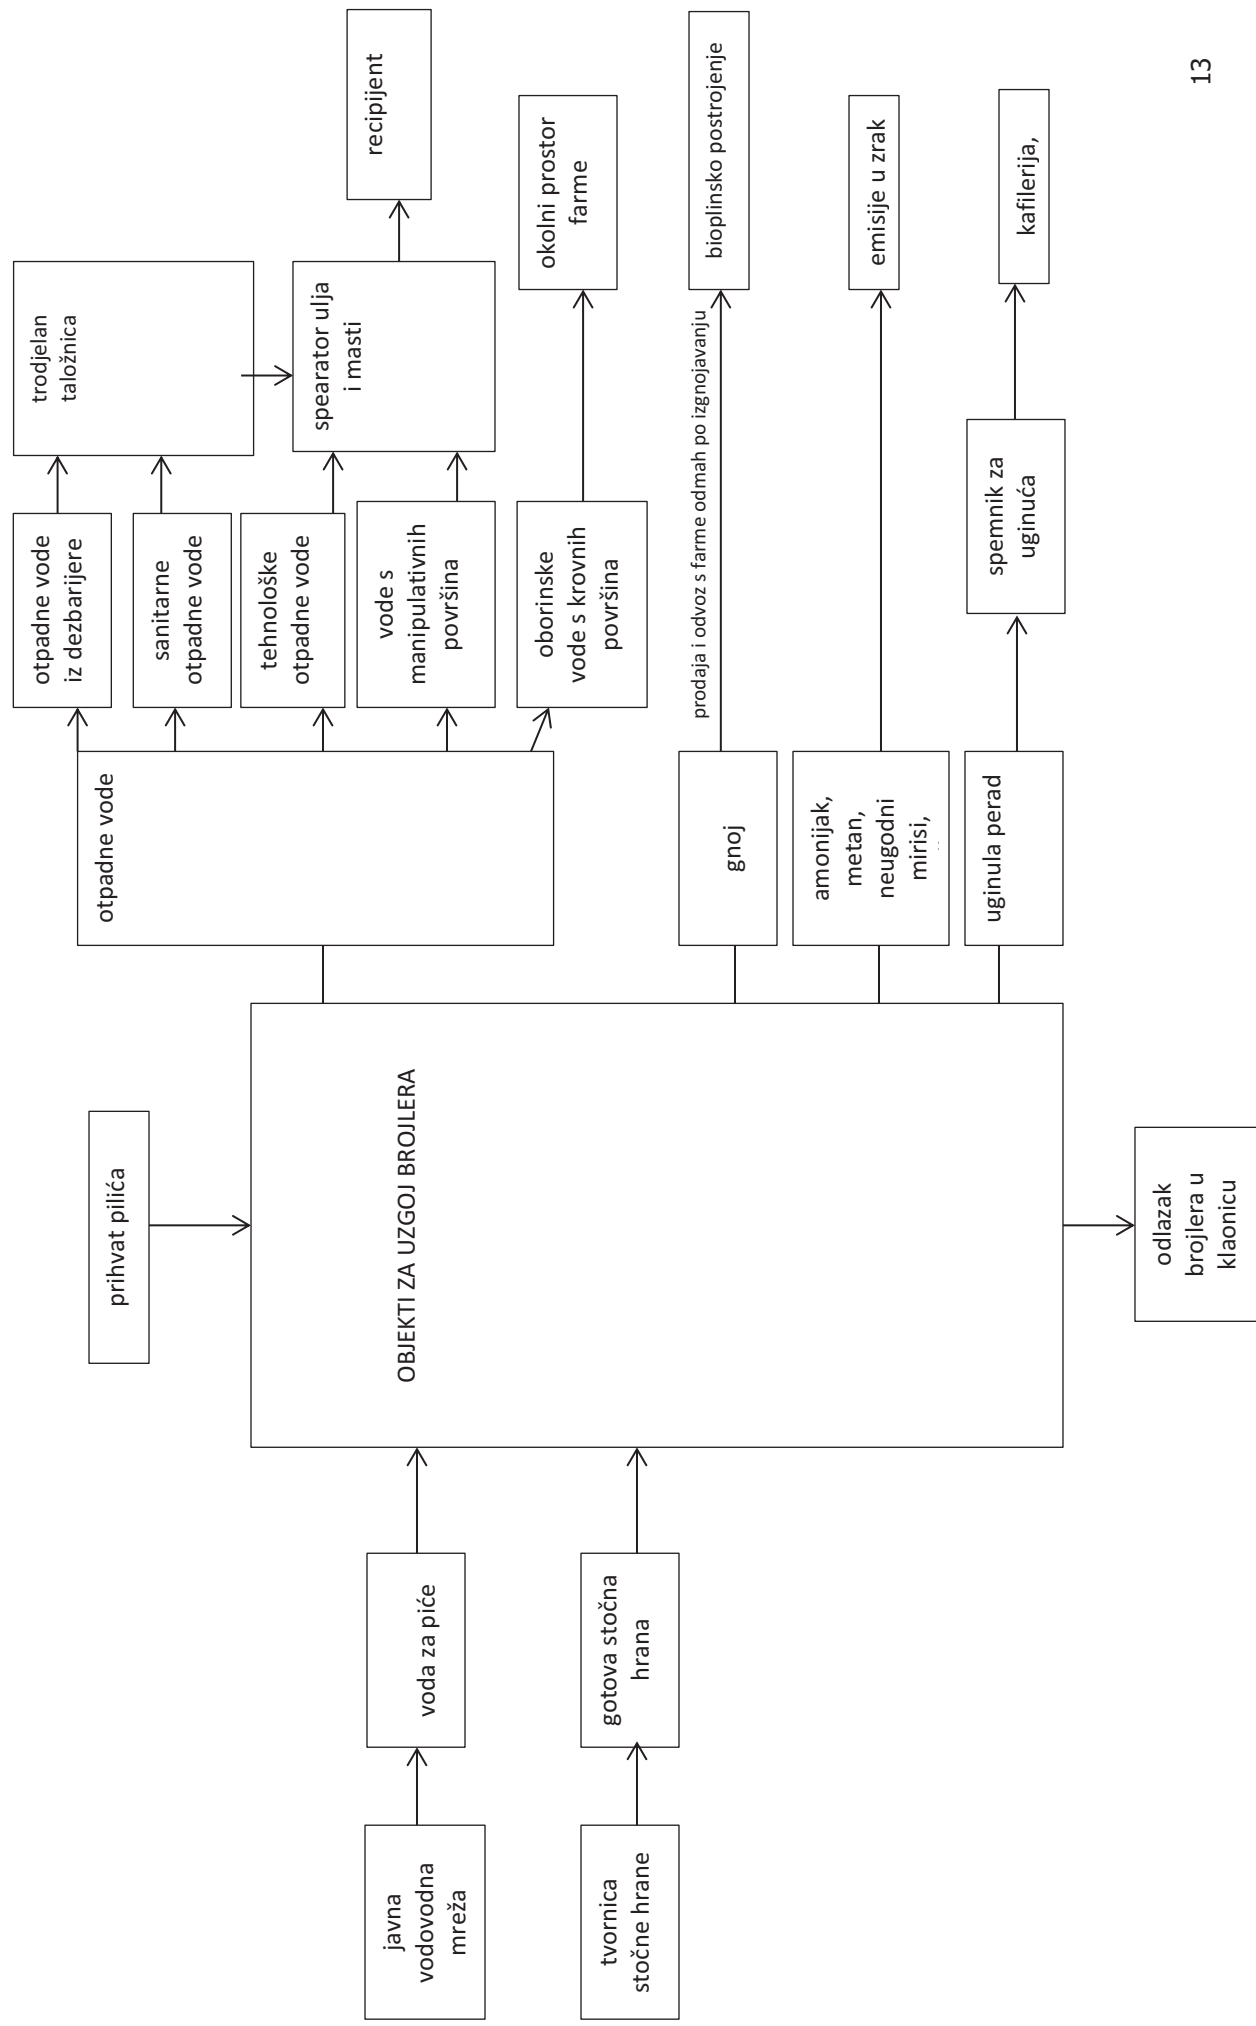 prihvat pilića
javna
vodovodna
mreža
voda za piće
tvornica
stočne hrane
gotova stočna
hrana
OBJEKTI ZA UZGOJ BROJLERA
odlazak
brojlera u
klaonicu
otpadne vode
otpadne vode
iz dezbarijere
sanitarne
otpadne vode
tehnološke
otpadne vode
vode s
manipulativnih
površina
oborinske
vode s krovnih
površina
trodjelan
taložnica
spearator ulja
i masti
recipijent
okolni prostor
farme
gnoj
prodaja i odvoz s farme odmah po izgnojavanju
bioplinsko postrojenje
amonijak,
metan,
neugodni
mirisi,
emisije u zrak
uginula perad
spemnik za
uginuća
kafilerija,
13